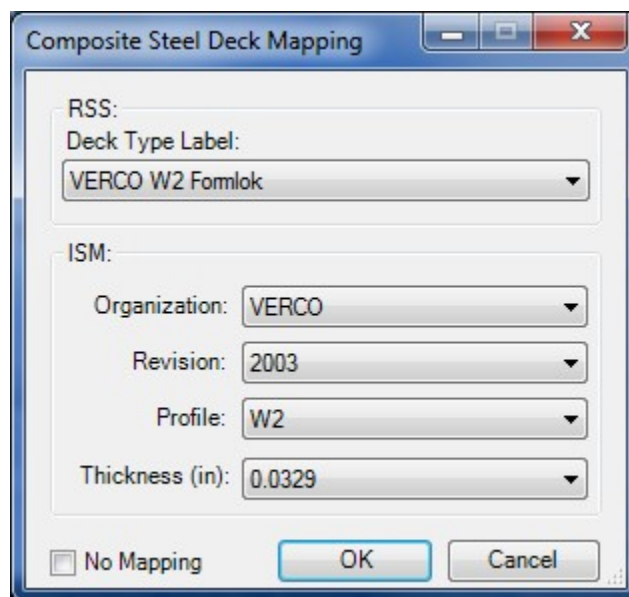 Composite Steel Deck Mapping
RSS:
Deck Type Label:
VERCO W2 Formlok
ISM:
Organization: VERCO
Revision: 2003
Profile: W2
Thickness (in): 0.0329
No Mapping OK Cancel